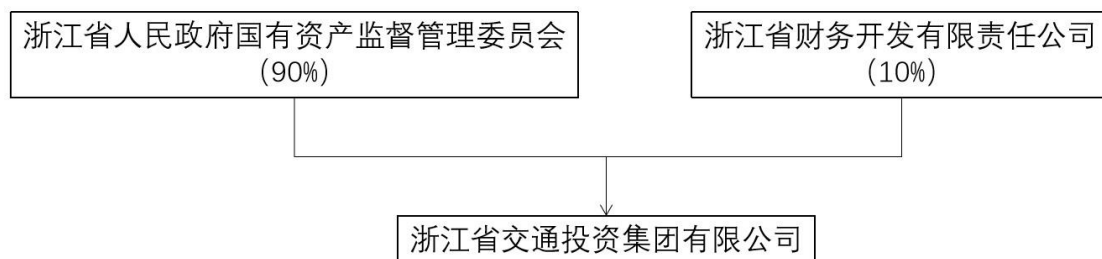 浙江省人民政府国有资产监督管理委员会
(90%)
浙江省财务开发有限责任公司
(10%)
浙江省交通投资集团有限公司